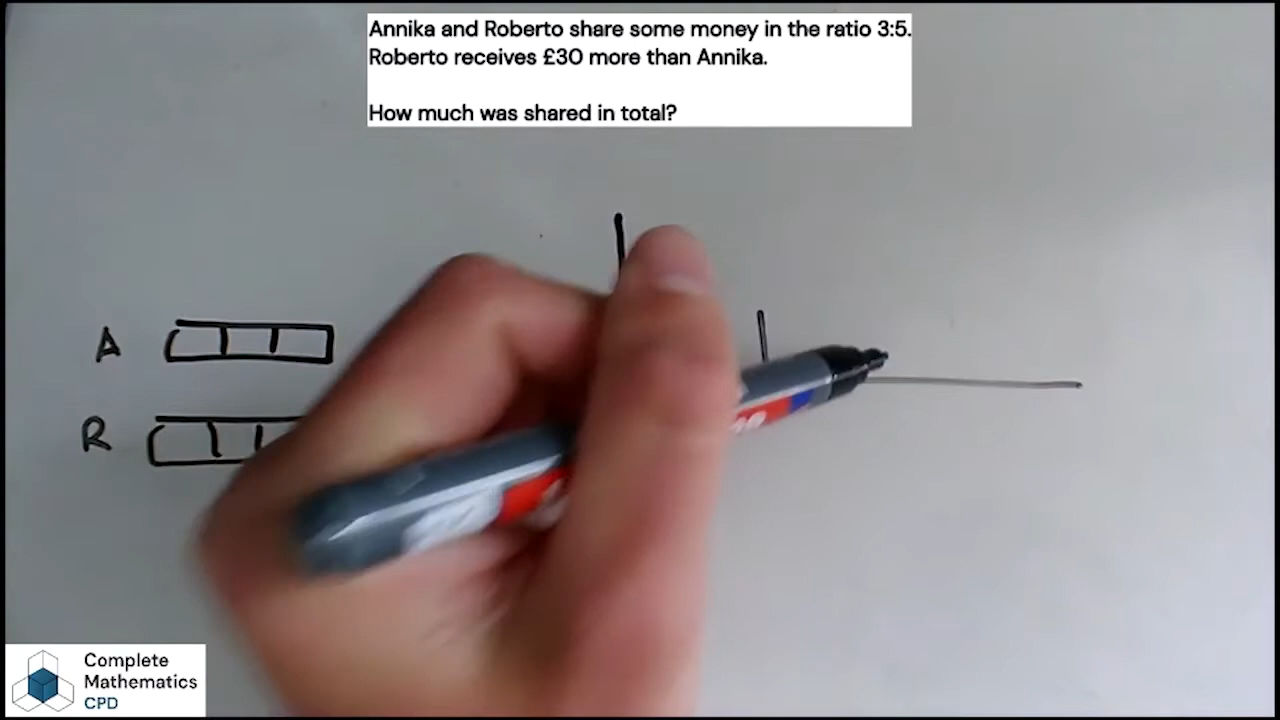 Annika and Roberto share some money in the ratio 3:5.
Roberto receives £30 more than Annika.
How much was shared in total?
A
R
Complete
Mathematics
CPD